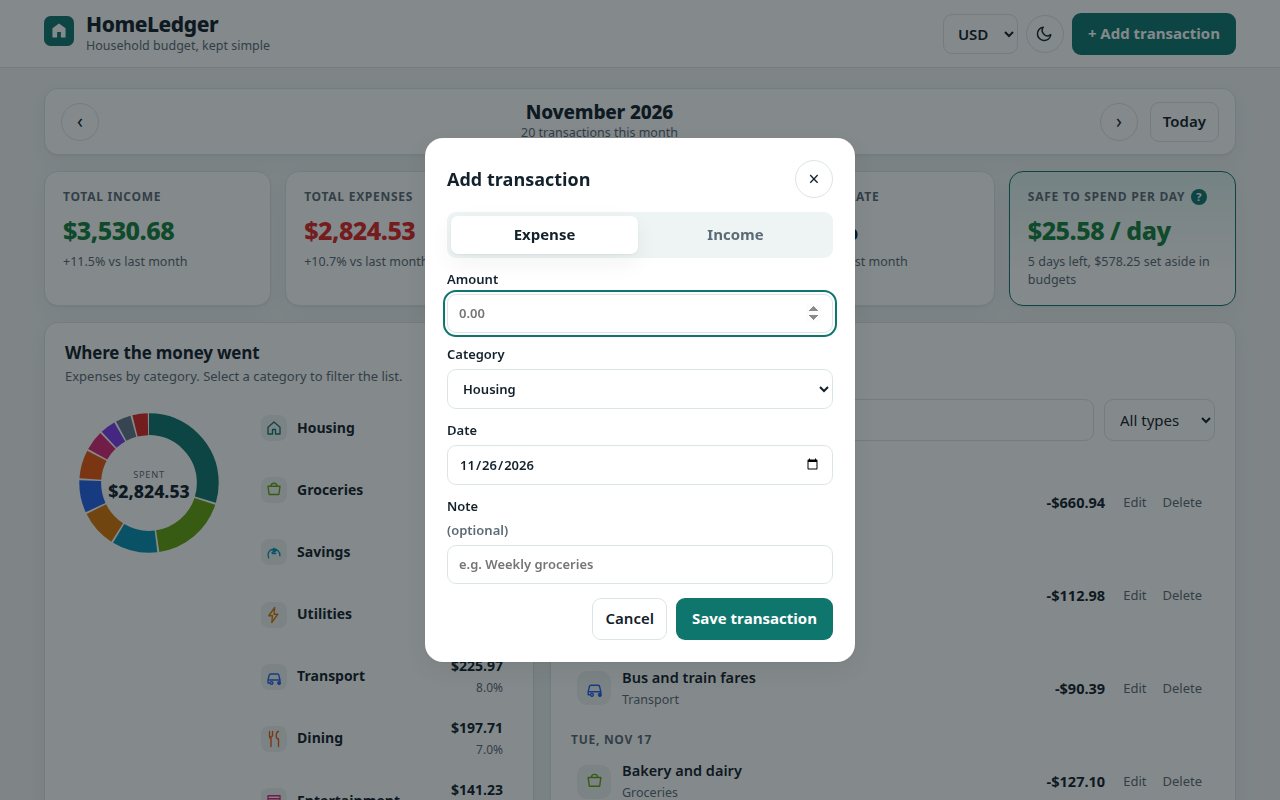 HomeLedger
Household budget, kept simple
USD
+ Add transaction
November 2026
20 transactions this month
Today
TOTAL INCOME
$3,530.68
+11.5% vs last month
TOTAL EXPENSES
$2,824.53
+10.7% vs last month
SAFE TO SPEND PER DAY ?
$25.58 / day
5 days left, $578.25 set aside in
budgets
Where the money went
Expenses by category. Select a category to filter the list.
SPENT
$2,824.53
Housing
Groceries
Savings
Utilities
Transport
$225.97
8.0%
Dining
$197.71
7.0%
Entertainment
$141.23
All types
-$660.94 Edit Delete
-$112.98 Edit Delete
Bus and train fares
Transport
-$90.39 Edit Delete
TUE, NOV 17
Bakery and dairy
Groceries
-$127.10 Edit Delete
Add transaction
×
Expense
Income
Amount
0.00
Category
Housing
Date
11/26/2026
Note
(optional)
e.g. Weekly groceries
Cancel
Save transaction